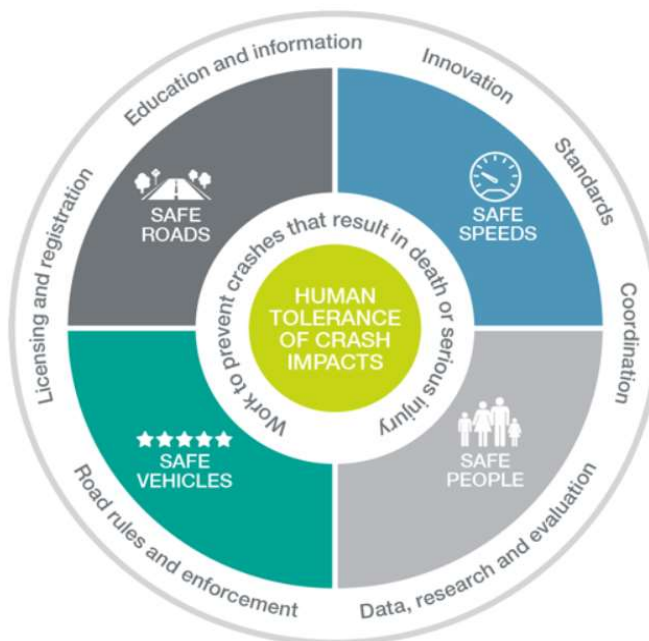 Education and information
Innovation
Standards
Coordination
Data, research and evaluation
Road rules and enforcement
Licensing and registration
SAFE
ROADS
SAFE
SPEEDS
SAFE
PEOPLE
SAFE
VEHICLES
Work to prevent crashes that result in death or serious injury
HUMAN
TOLERANCE
OF CRASH
IMPACTS